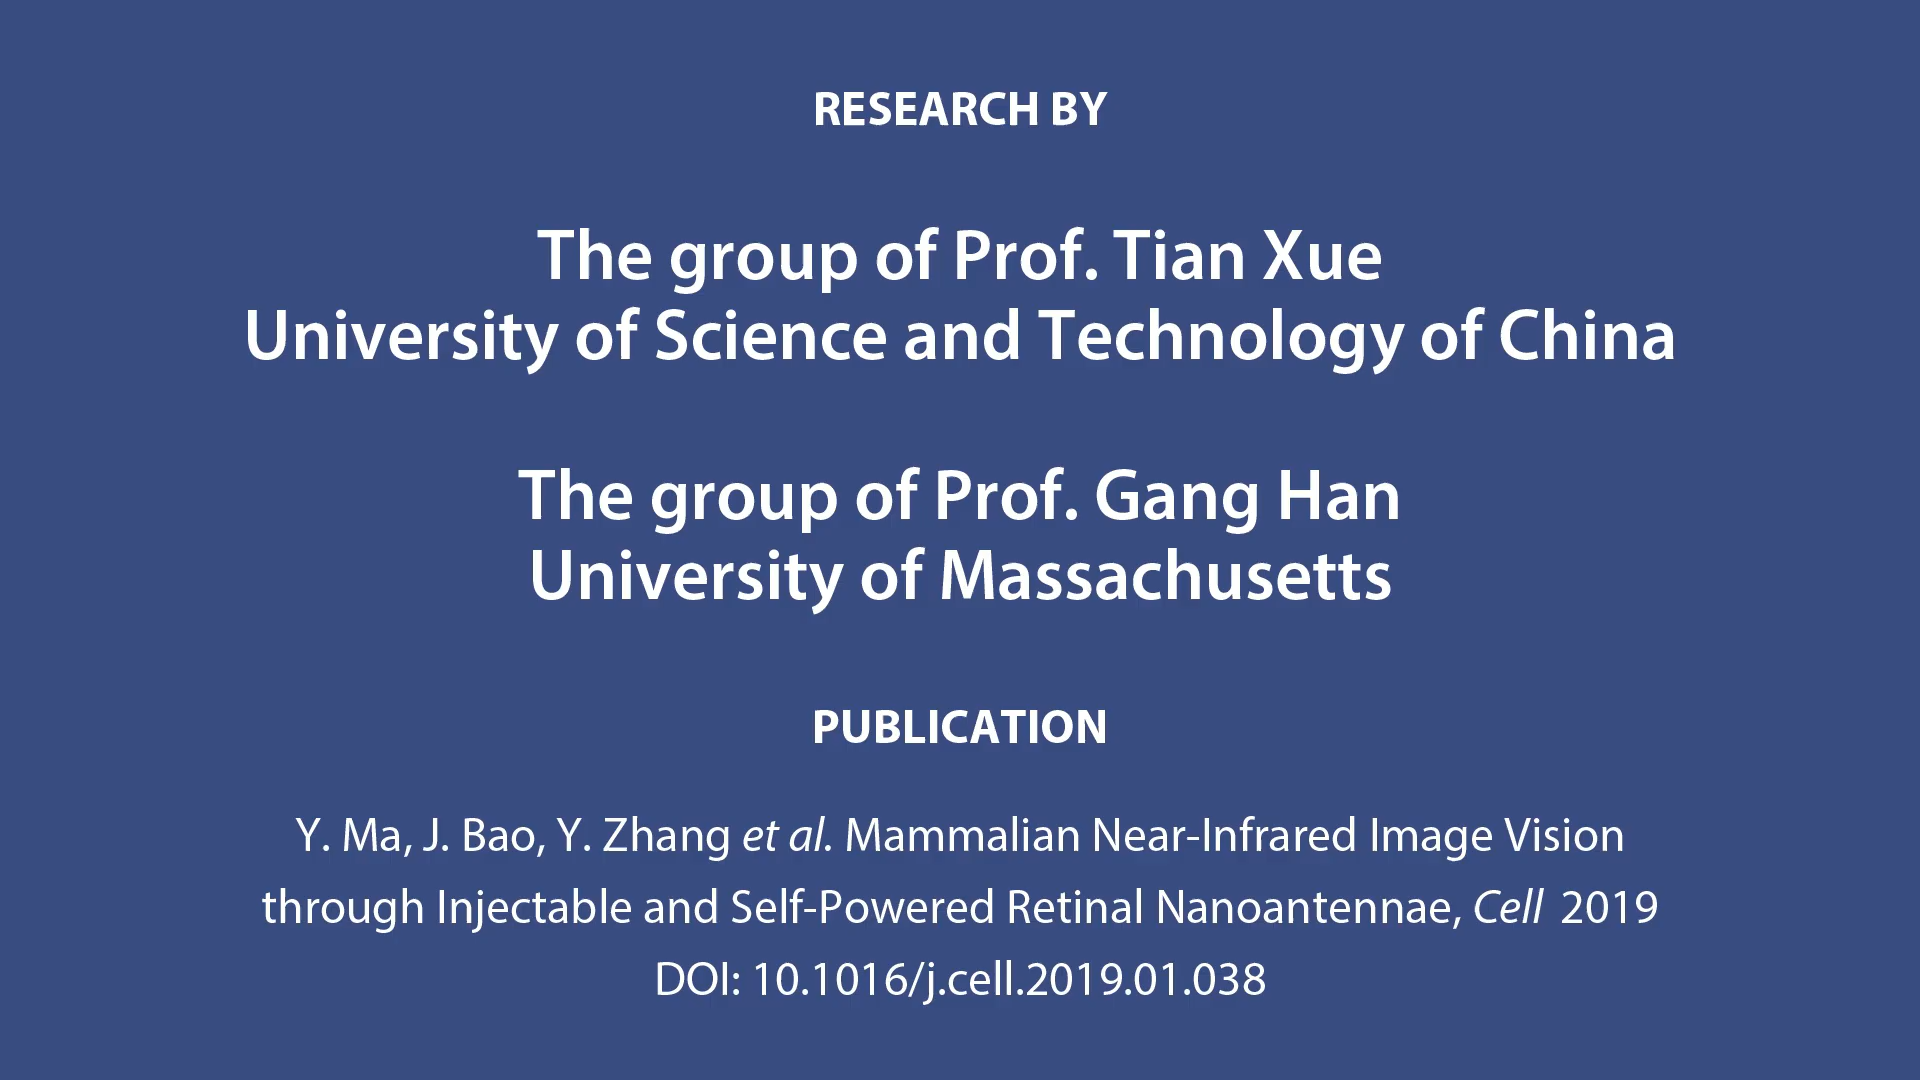 RESEARCH BY
The group of Prof. Tian Xue
University of Science and Technology of China
The group of Prof. Gang Han
University of Massachusetts
PUBLICATION
Y. Ma, J. Bao, Y. Zhang et al. Mammalian Near-Infrared Image Vision
through Injectable and Self-Powered Retinal Nanoantennae, Cell 2019
DOI: 10.1016/j.cell.2019.01.038